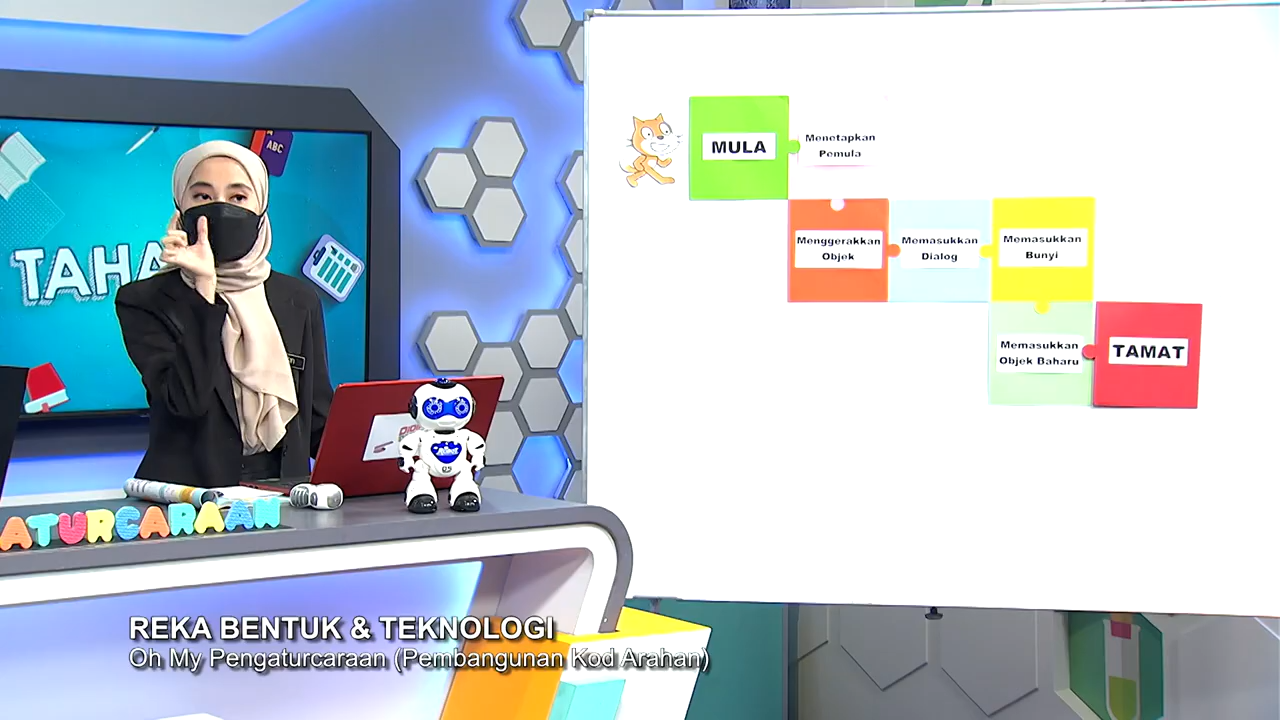 TAHA
ABC
MULA
Menetapkan
Pemula
Menggerakkan
Objek
Memasukkan
Dialog
Memasukkan
Bunyi
Memasukkan
Objek Baharu
TAMAT
ATURCARAAN
REKA BENTUK & TEKNOLOGI
Oh My Pengaturcaraan (Pembangunan Kod Arahan)